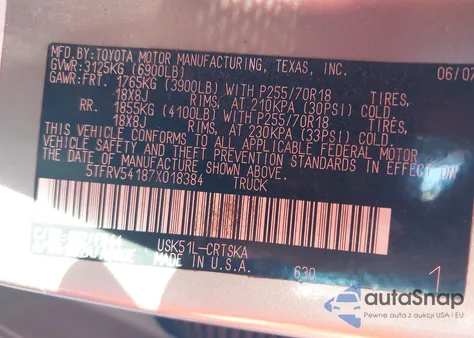 MFD.BY:TOYOTA MOTOR MANUFACTURING, TEXAS, INC. 06/07
GVWR: 3125KG (6900LB)
GAWR:FRT. 1765KG (3900LB) WITH P255/70R18 TIRES,
18X8J RIMS, AT 210KPA (30PSI) COLD.
RR. 1855KG (4100LB) WITH P255/70R18 TIRES,
18X8J RIMS, AT 230KPA (33PSI) COLD.
THIS VEHICLE CONFORMS TO ALL APPLICABLE FEDERAL MOTOR
VEHICLE SAFETY AND THEFT PREVENTION STANDARDS IN EFFECT ON
THE DATE OF MANUFACTURE SHOWN ABOVE.
5TFRV54187X018384 TRUCK
USK51L-CRTSKA
MADE IN U.S.A. 630 1
autoSnap
Pewne auta z USA i EU